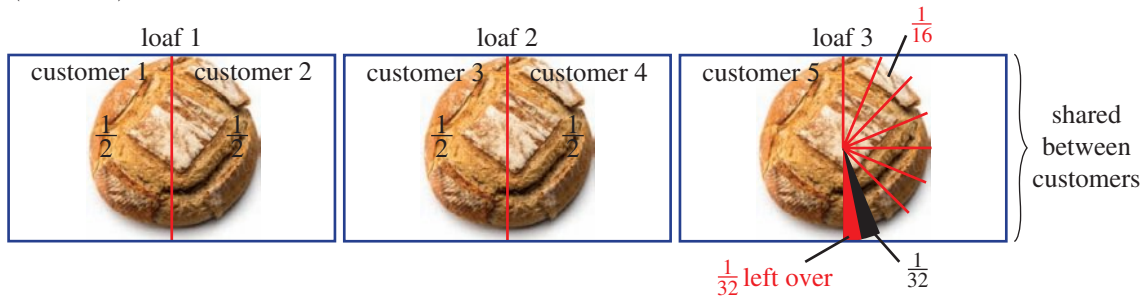 loaf 1
loaf 2
loaf 3
1/16
customer 1
customer 2
customer 3
customer 4
customer 5
1/2
1/2
1/2
1/2
shared
between
customers
1/32 left over
1/32